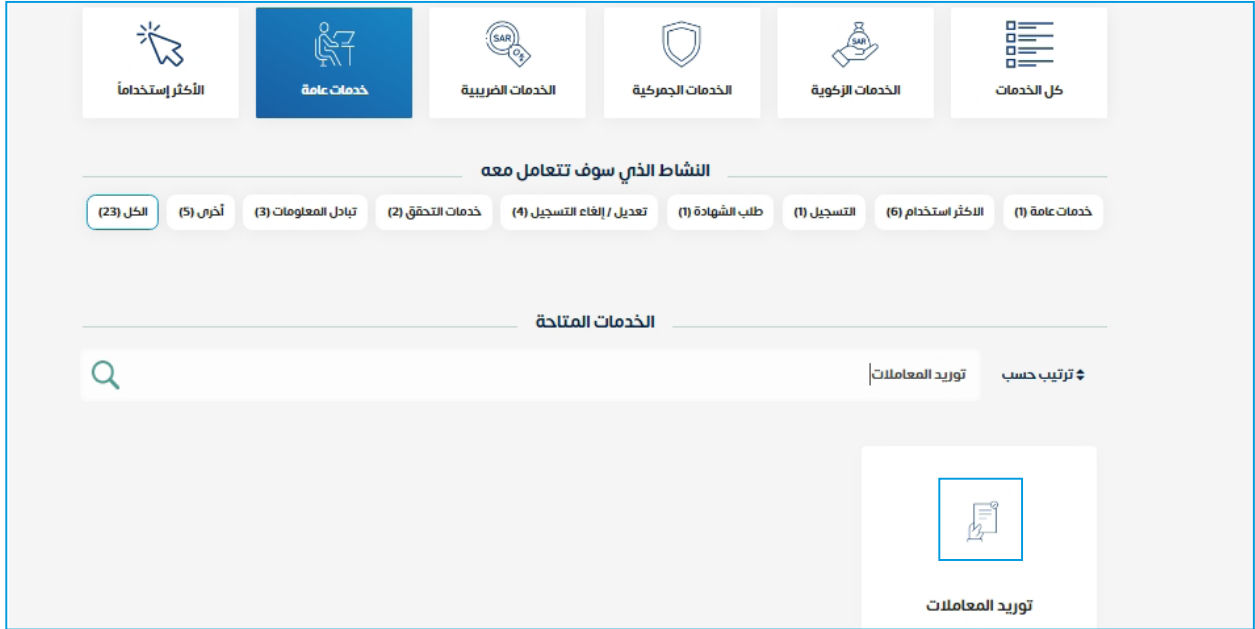 SAR
SAR
كل الخدمات
الخدمات الزكوية
الخدمات الجمركية
الخدمات الضريبية
خدمات عامة
الأكثر إستخداماً
النشاط الذي سوف تتعامل معه
خدمات عامة (1)
الاكثر استخدام (6)
التسجيل (1)
طلب الشهادة (1)
تعديل / إلغاء التسجيل (4)
خدمات التحقق (2)
تبادل المعلومات (3)
أخرى (5)
الكل (23)
الخدمات المتاحة
ترتيب حسب
توريد المعاملات
توريد المعاملات